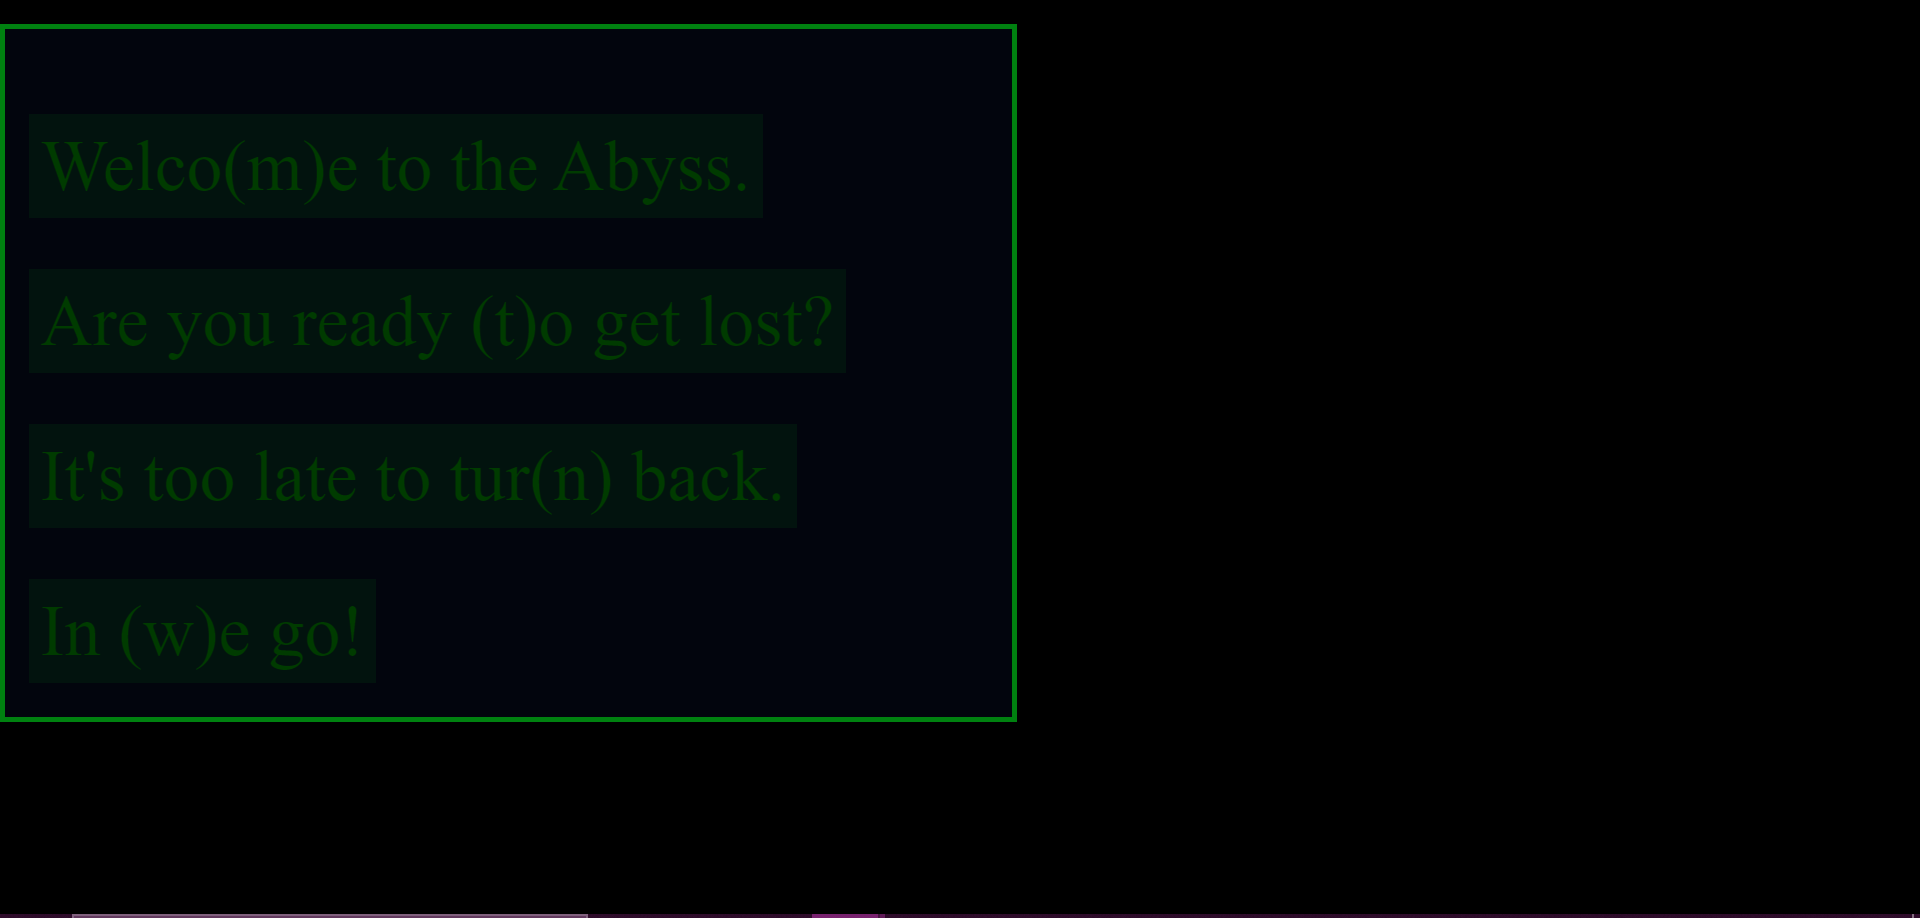 Welco(m)e to the Abyss.
Are you ready (t)o get lost?
It's too late to tur(n) back.
In (w)e go!